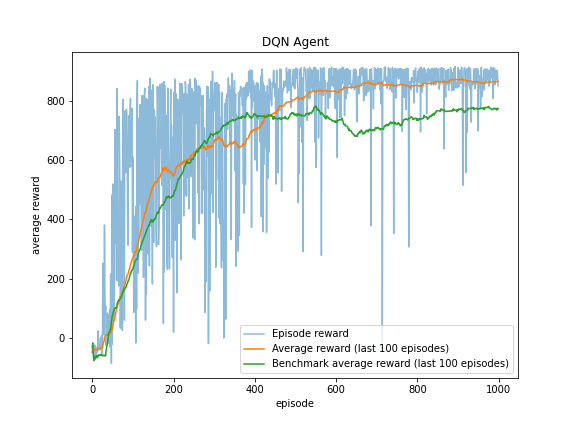 DQN Agent
average reward
800
600
400
200
0
0 200 400 600 800 1000
episode
Episode reward
Average reward (last 100 episodes)
Benchmark average reward (last 100 episodes)